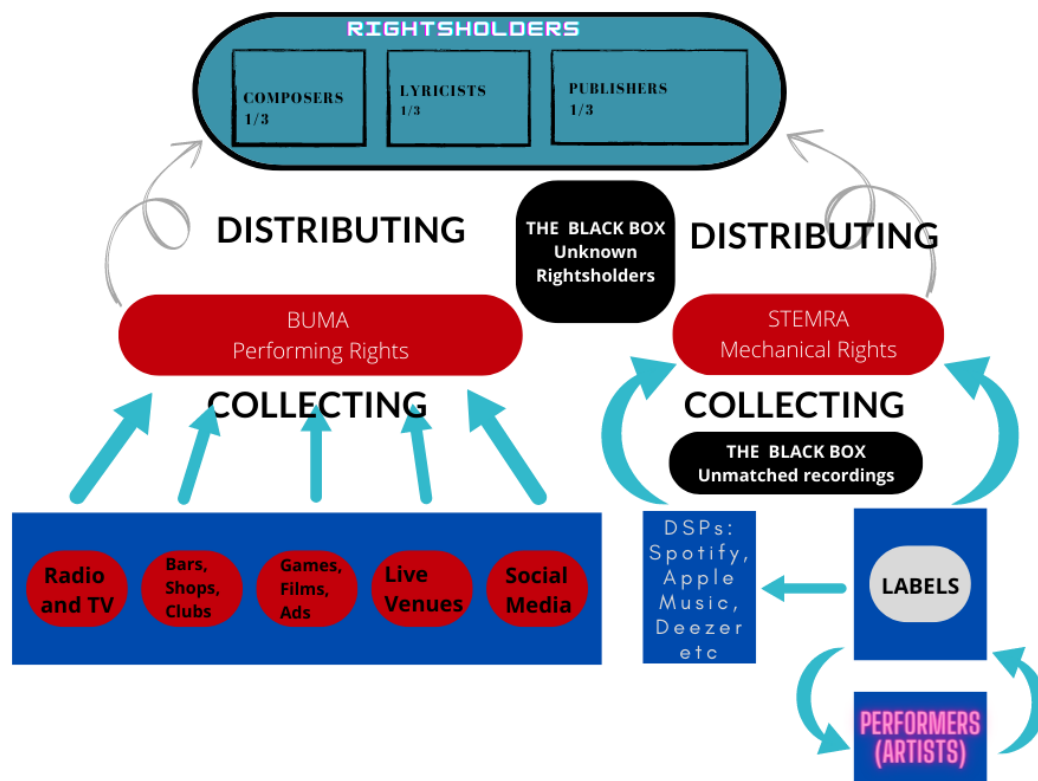 RIGHTSHOLDERS
COMPOSERS
1/3
LYRICISTS
1/3
PUBLISHERS
1/3
DISTRIBUTING
THE BLACK BOX
Unknown
Rightsholders
DISTRIBUTING
BUMA
Performing Rights
STEMRA
Mechanical Rights
COLLECTING
COLLECTING
THE BLACK BOX
Unmatched recordings
Radio
and TV
Bars,
Shops,
Clubs
Games,
Films,
Ads
Live
Venues
Social
Media
DSPs:
Spotify,
Apple
Music,
Deezer
etc
LABELS
PERFORMERS
(ARTISTS)